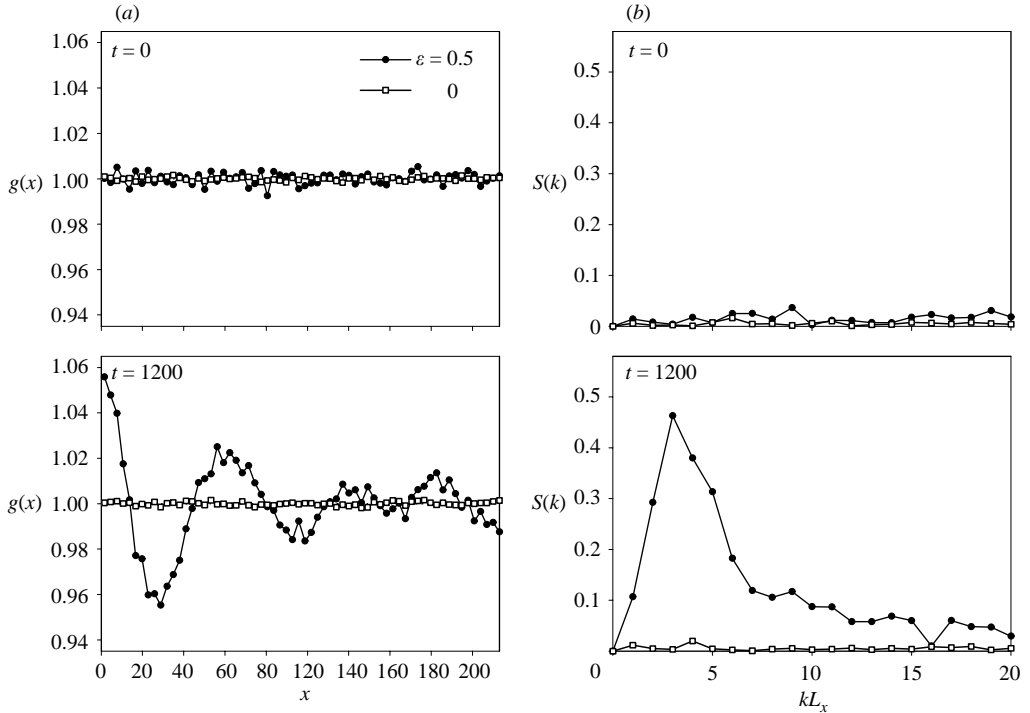 (a)
(b)
1.06
1.04
1.02
g(x) 1.00
0.98
0.96
0.94
t = 0
ε = 0.5
0
0.5
0.4
S(k) 0.3
0.2
0.1
0
t = 0
1.06
1.04
1.02
g(x) 1.00
0.98
0.96
0.94
t = 1200
0 20 40 60 80 100 120 140 160 180 200
x
0.5
0.4
S(k) 0.3
0.2
0.1
t = 1200
0 5 10 15 20
kLₓ